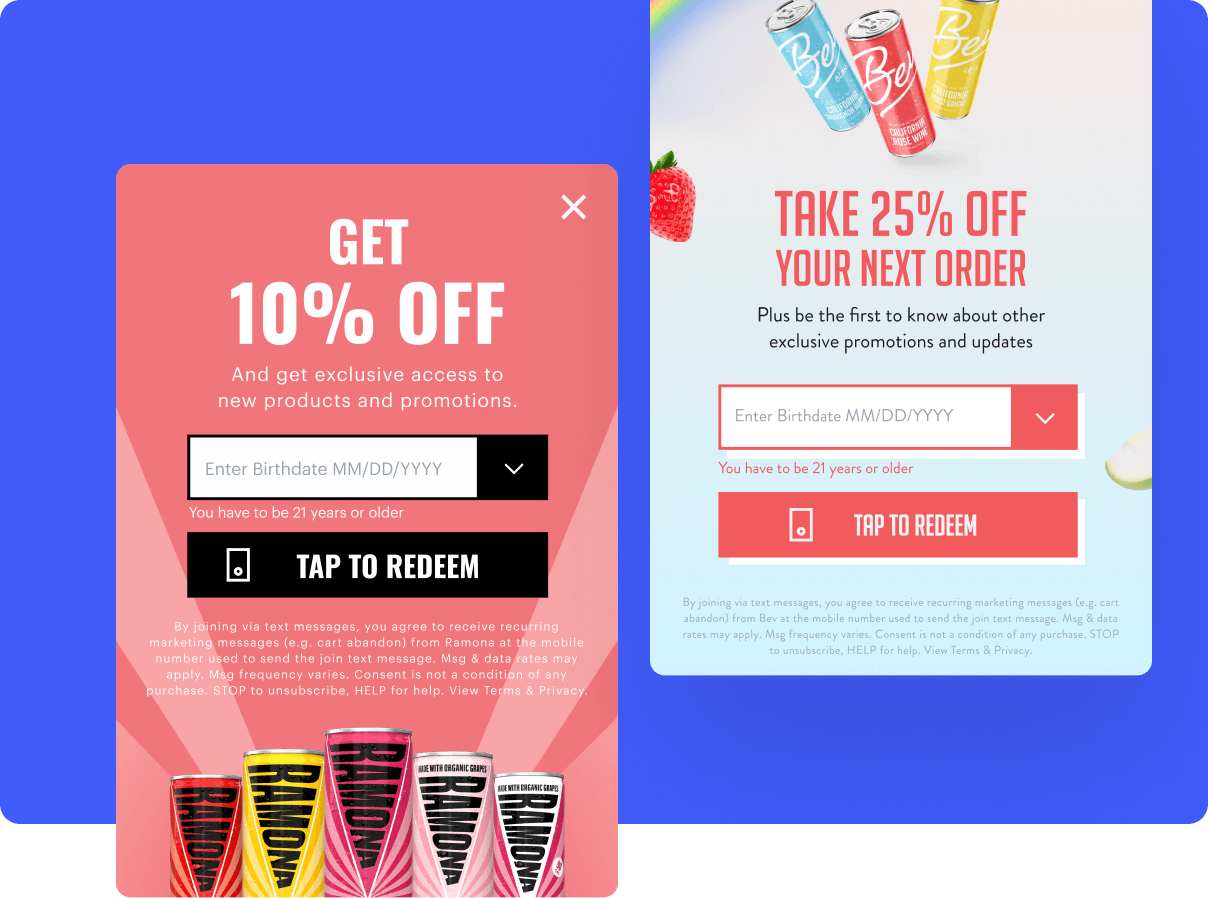 GET
10% OFF
And get exclusive access to
new products and promotions.
Enter Birthdate MM/DD/YYYY
You have to be 21 years or older
TAP TO REDEEM
By joining via text messages, you agree to receive recurring
marketing messages (e.g. cart abandon) from Ramona at the mobile
number used to send the join text message. Msg & data rates may
apply. Msg frequency varies. Consent is not a condition of any
purchase. STOP to unsubscribe, HELP for help. View Terms & Privacy.
RAMONA
RAMONA
RAMONA
MADE WITH ORGANIC GRAPES
RAMONA
MADE WITH ORGANIC GRAPES
RAMONA
Bev
CALIFORNIA
Bev
CALIFORNIA
ROSÉ WINE
Bev
CALIFORNIA
PINOT GRIGIO
TAKE 25% OFF
YOUR NEXT ORDER
Plus be the first to know about other
exclusive promotions and updates
Enter Birthdate MM/DD/YYYY
You have to be 21 years or older
TAP TO REDEEM
By joining via text messages, you agree to receive recurring marketing messages (e.g. cart
abandon) from Bev at the mobile number used to send the join text message. Msg & data
rates may apply. Msg frequency varies. Consent is not a condition of any purchase. STOP
to unsubscribe, HELP for help. View Terms & Privacy.